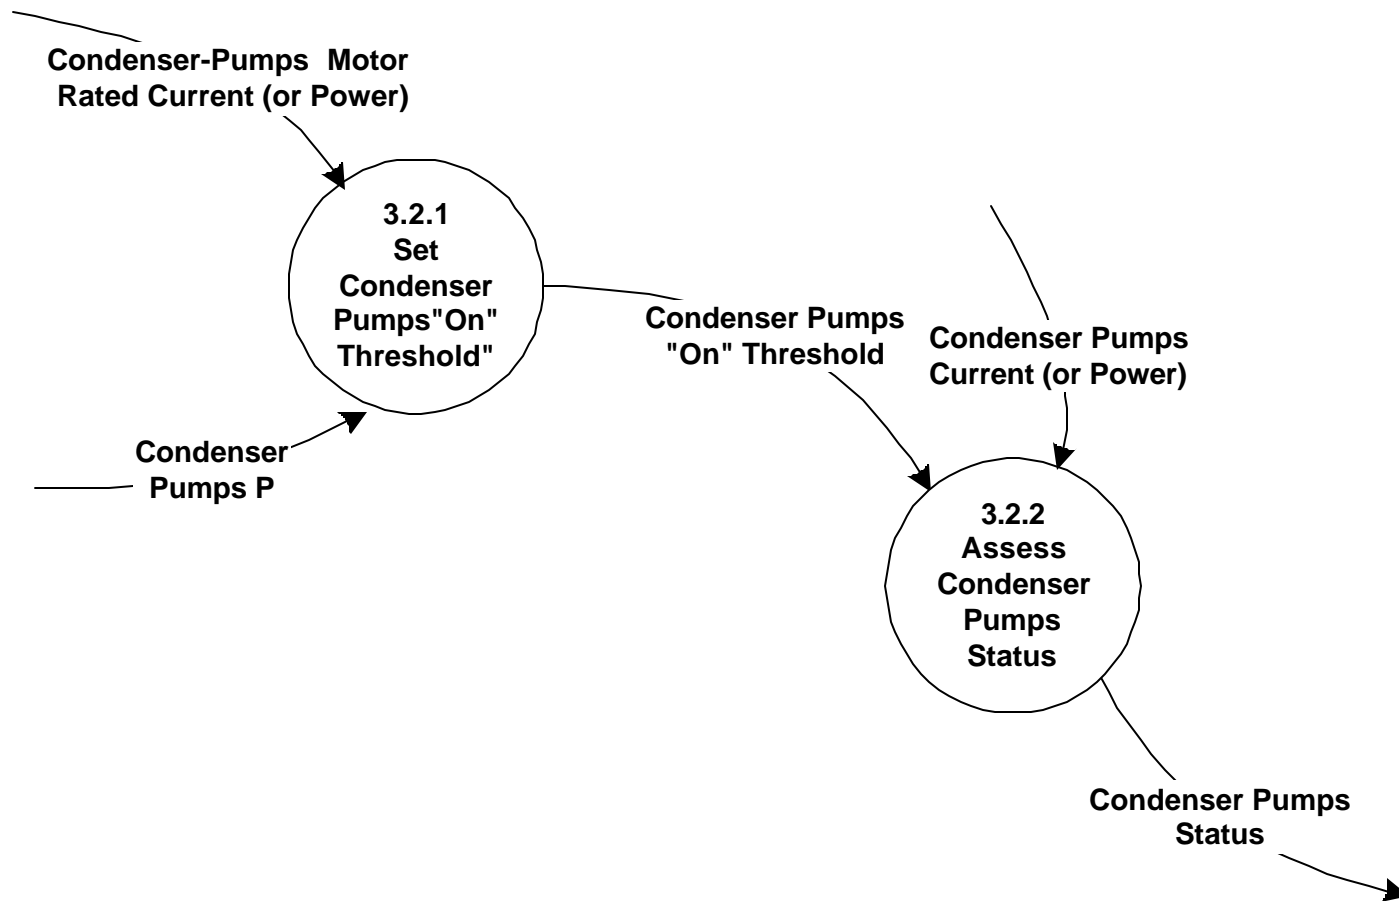 Condenser-Pumps Motor
Rated Current (or Power)
3.2.1
Set
Condenser
Pumps"On"
Threshold"
Condenser Pumps
"On" Threshold
Condenser Pumps
Current (or Power)
Condenser
Pumps P
3.2.2
Assess
Condenser
Pumps
Status
Condenser Pumps
Status